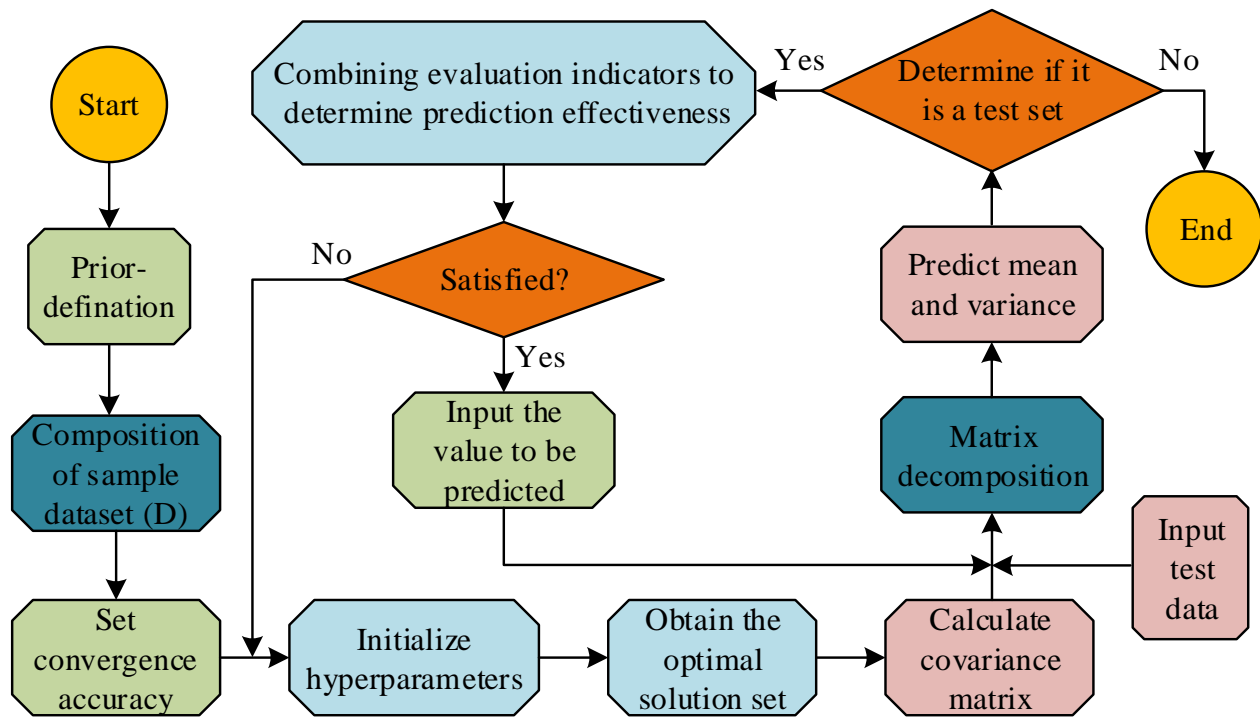 Start
Prior-
defination
Composition
of sample
dataset (D)
Set
convergence
accuracy
Combining evaluation indicators to
determine prediction effectiveness
Yes
Determine if it
is a test set
No
End
No
Satisfied?
Yes
Input the
value to be
predicted
Predict mean
and variance
Matrix
decomposition
Input
test
data
Initialize
hyperparameters
Obtain the
optimal
solution set
Calculate
covariance
matrix